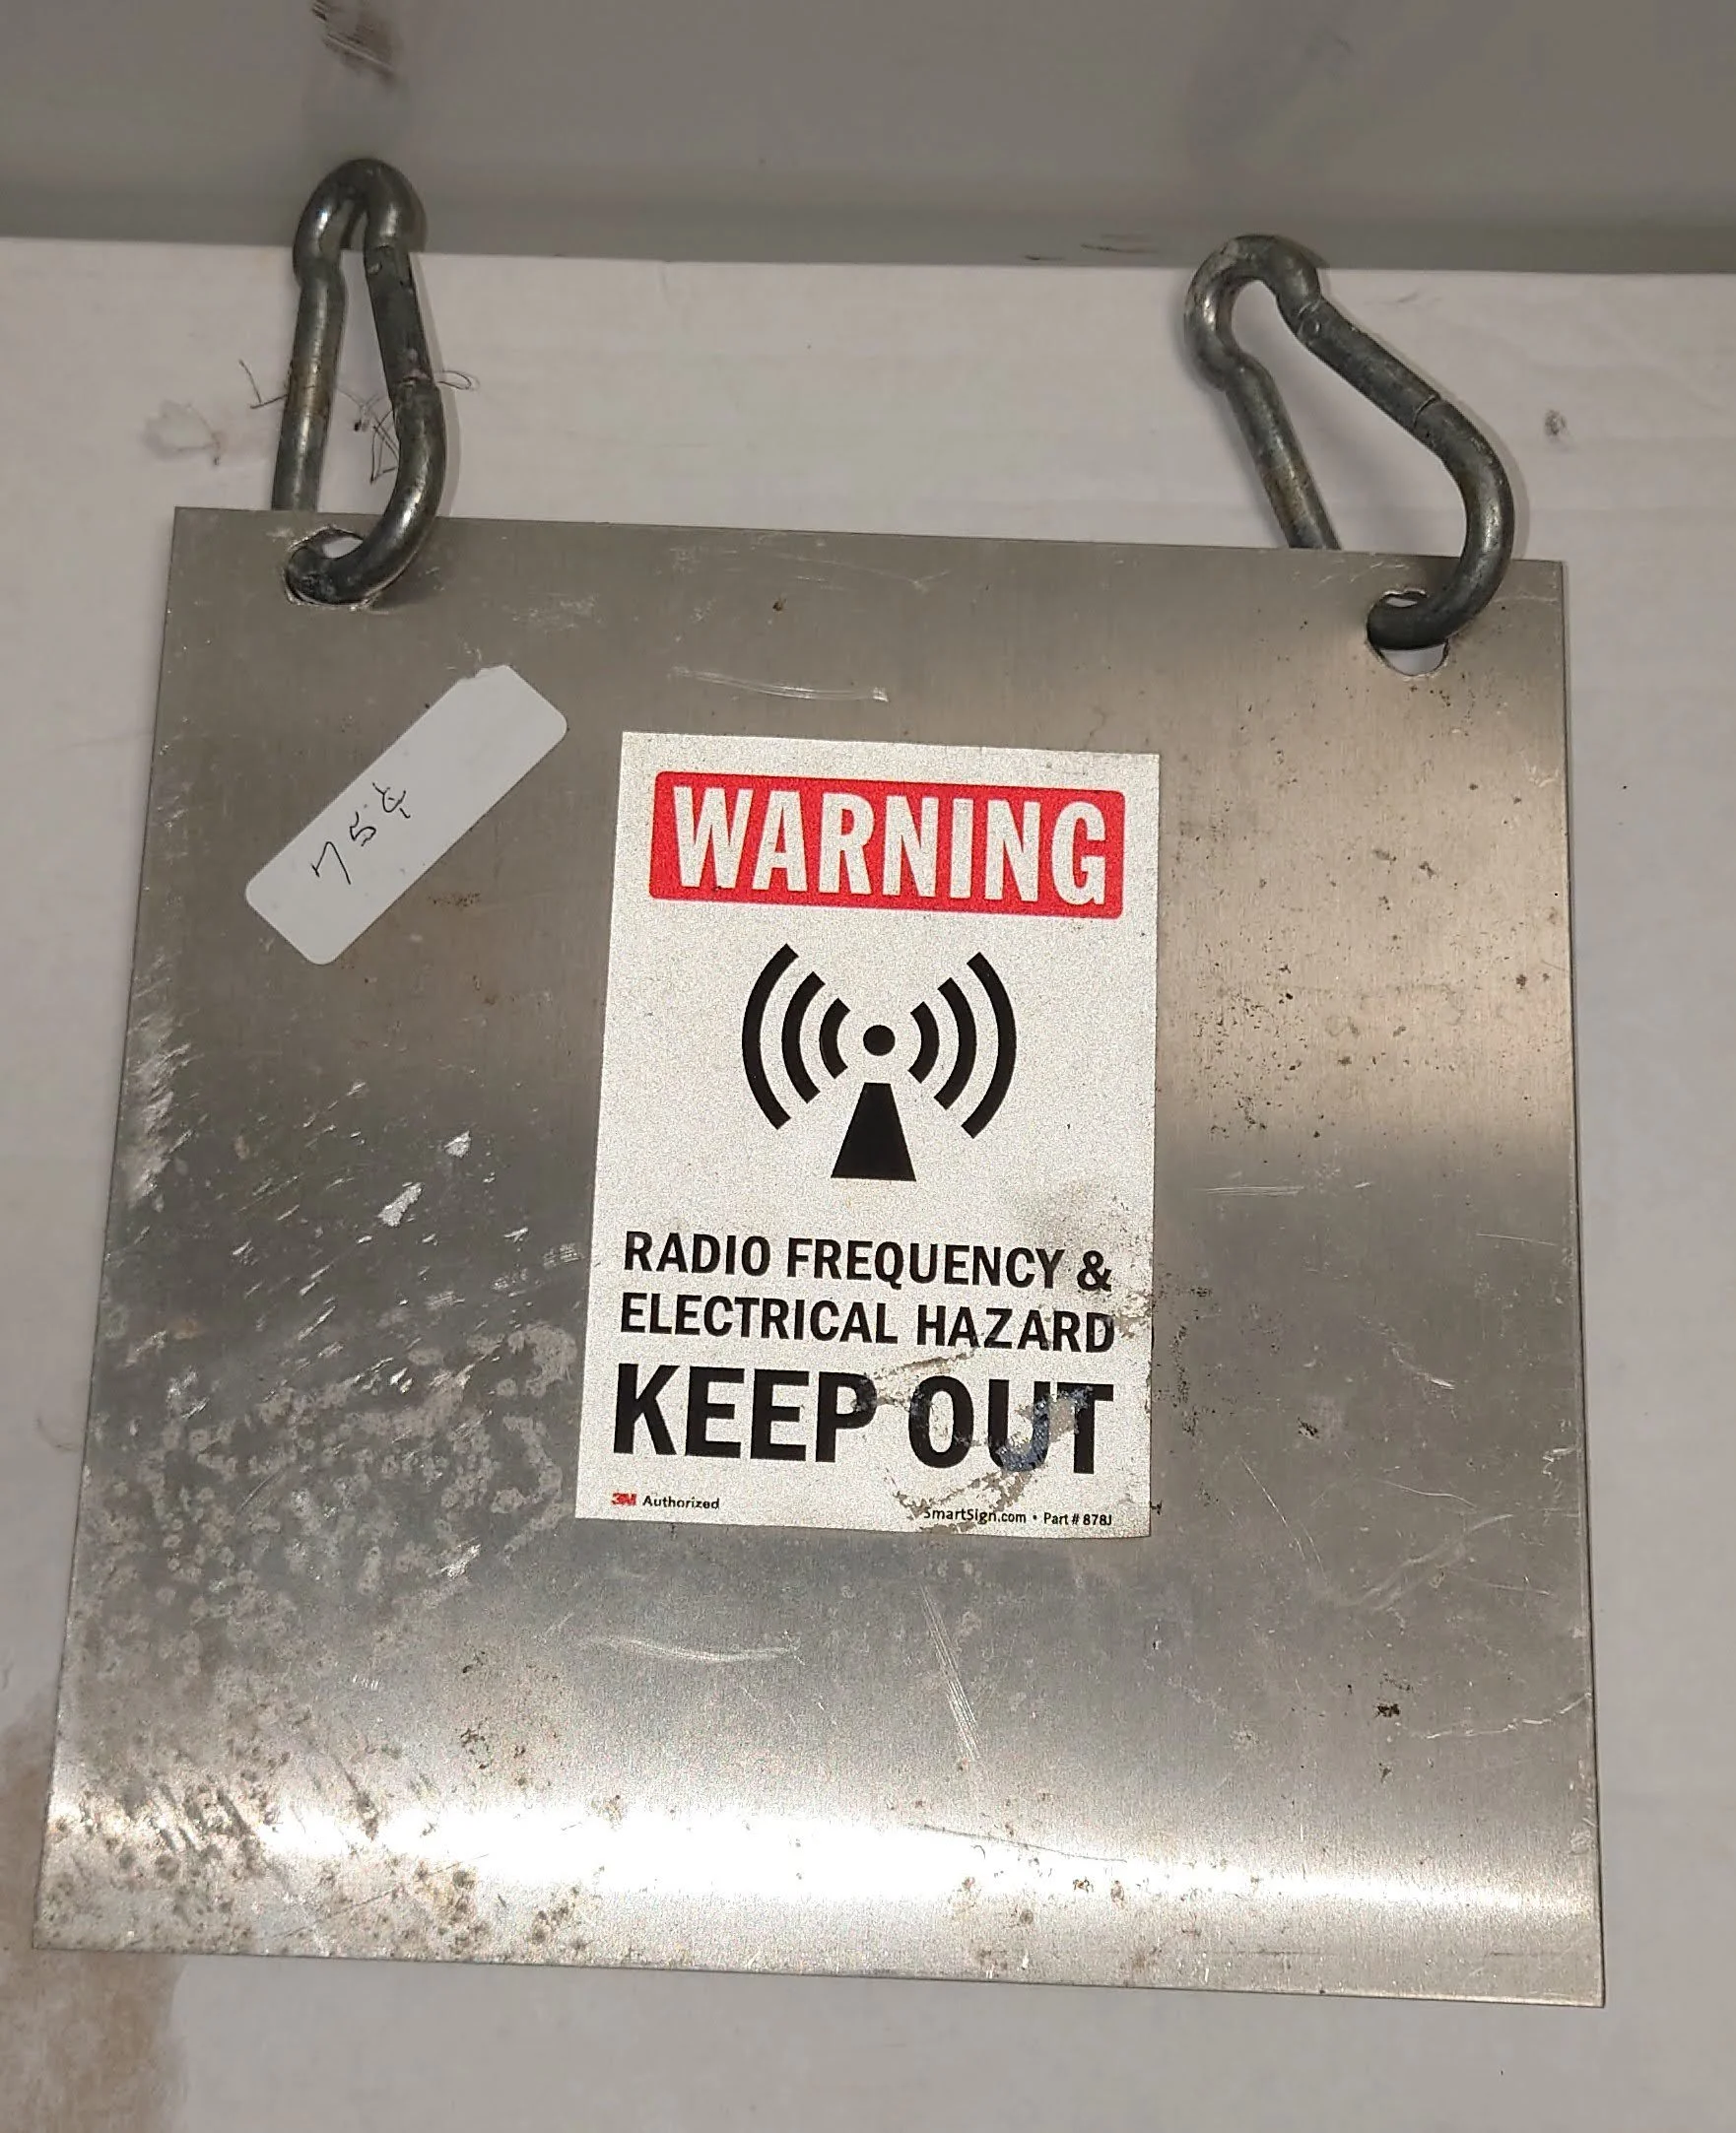 75¢
WARNING
RADIO FREQUENCY &
ELECTRICAL HAZARD
KEEP OUT
3M Authorized
SmartSign.com • Part # 878J